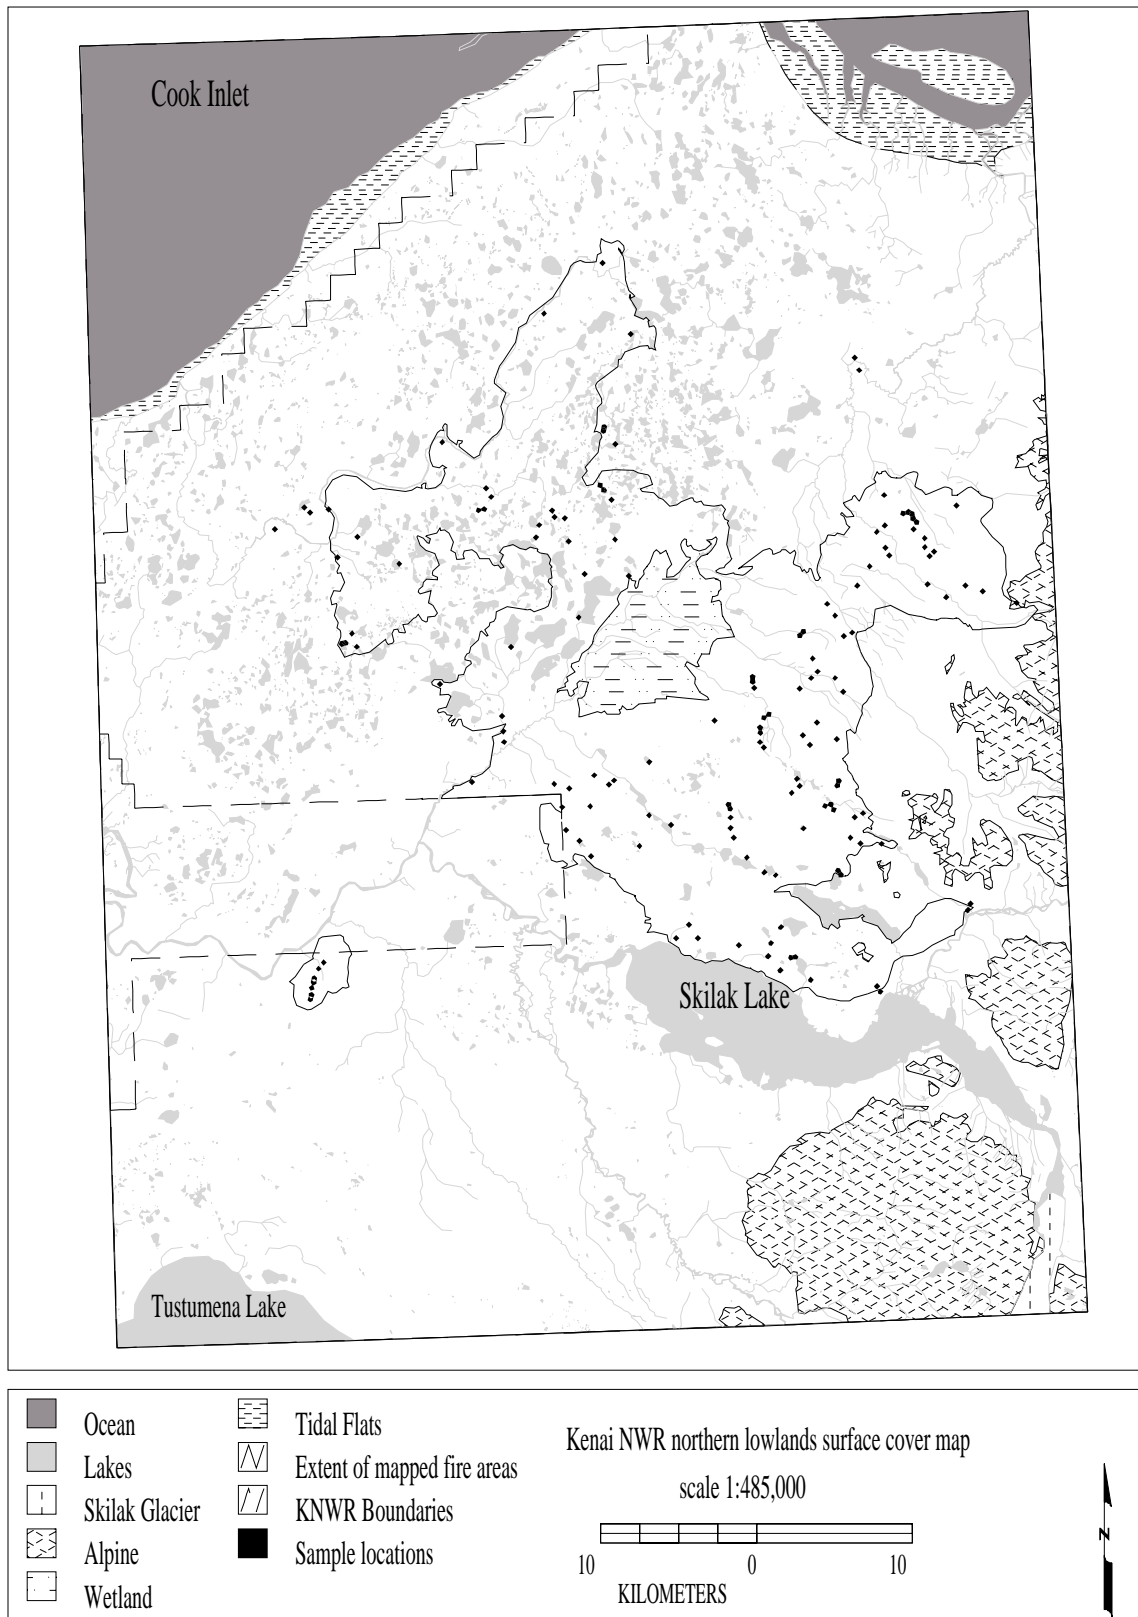 Cook Inlet
Skilak Lake
Tustumena Lake
Ocean
Lakes
Skilak Glacier
Alpine
Wetland
Tidal Flats
Extent of mapped fire areas
KNWR Boundaries
Sample locations
Kenai NWR northern lowlands surface cover map
scale 1:485,000
10 0 10
KILOMETERS
N